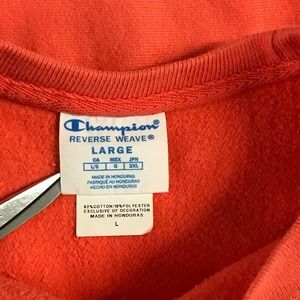 Champion
REVERSE WEAVE®
LARGE
CA MEX JPN
L/G G 2XL
MADE IN HONDURAS
FABRIQUÉ AU HONDURAS
HECHO EN HONDURAS
82%COTTON/18%POLYESTER
EXCLUSIVE OF DECORATION
MADE IN HONDURAS
L